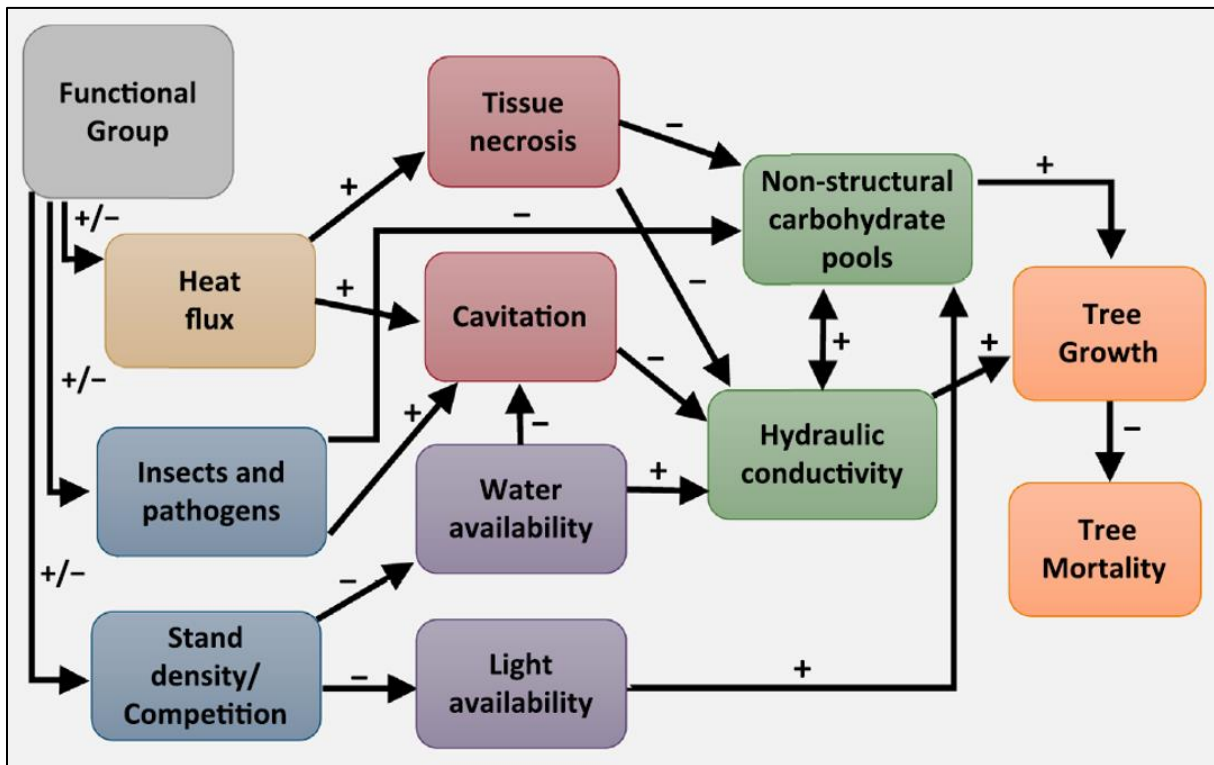 Functional
Group
+/−
+/−
+/−
Heat
flux
+
+
Insects and
pathogens
−
+
Stand
density/
Competition
−
−
Tissue
necrosis
−
−
Cavitation
−
Water
availability
−
+
Light
availability
+
Non-structural
carbohydrate
pools
+
+
Hydraulic
conductivity
+
Tree
Growth
−
Tree
Mortality